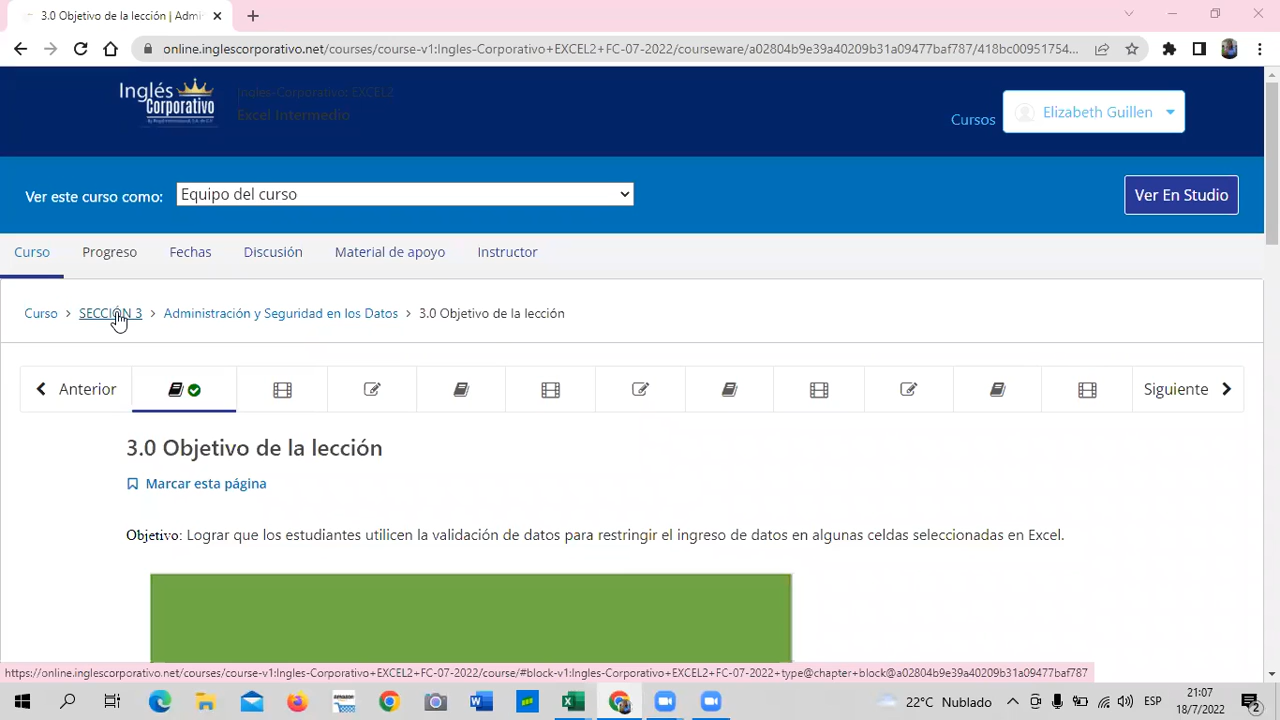 3.0 Objetivo de la lección | Admi
online.inglescorporativo.net/courses/course-v1:Ingles-Corporativo+EXCEL2+FC-07-2022/courseware/a02804b9e39a40209b31a09477baf787/418bc00951754...
Inglés
Corporativo
Ingles-Corporativo: EXCEL2
Excel Intermedio
Cursos
Elizabeth Guillen
Ver este curso como:
Equipo del curso
Ver En Studio
Curso
Progreso
Fechas
Discusión
Material de apoyo
Instructor
Curso > SECCIÓN 3 > Administración y Seguridad en los Datos > 3.0 Objetivo de la lección
Anterior
Siguiente
3.0 Objetivo de la lección
Marcar esta página
Objetivo: Lograr que los estudiantes utilicen la validación de datos para restringir el ingreso de datos en algunas celdas seleccionadas en Excel.
https://online.inglescorporativo.net/courses/course-v1:Ingles-Corporativo+EXCEL2+FC-07-2022/course/#block-v1:Ingles-Corporativo+EXCEL2+FC-07-2022+type@chapter+block@a02804b9e39a40209b31a09477baf787
22°C Nublado
ESP
21:07
18/7/2022
2